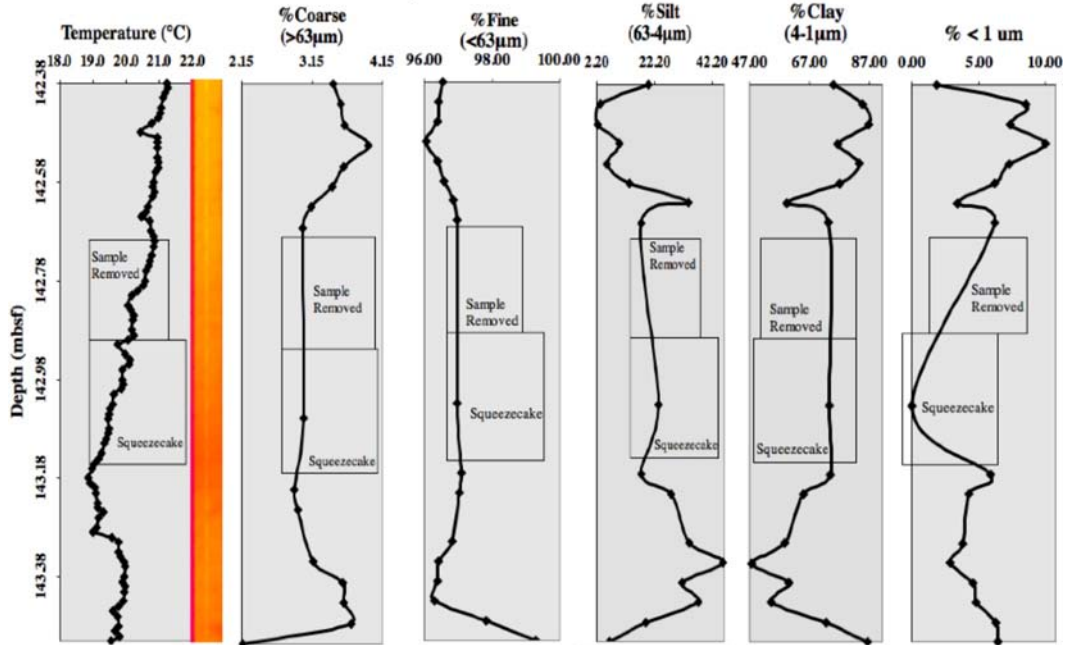 Temperature (°C)
18.0 19.0 20.0 21.0 22.0
%Coarse
(>63µm)
2.15 3.15 4.15
%Fine
(<63µm)
96.00 98.00 100.00
%Silt
(63-4µm)
2.20 22.20 42.20
%Clay
(4-1µm)
47.00 67.00 87.00
% < 1 um
0.00 5.00 10.00
Depth (mbsf)
142.38
142.58
142.78
142.98
143.18
143.38
Sample
Removed
Squeezecake
Sample
Removed
Squeezecake
Sample
Removed
Squeezecake
Sample
Removed
Squeezecake
Sample
Removed
Squeezecake
Sample
Removed
Squeezecake